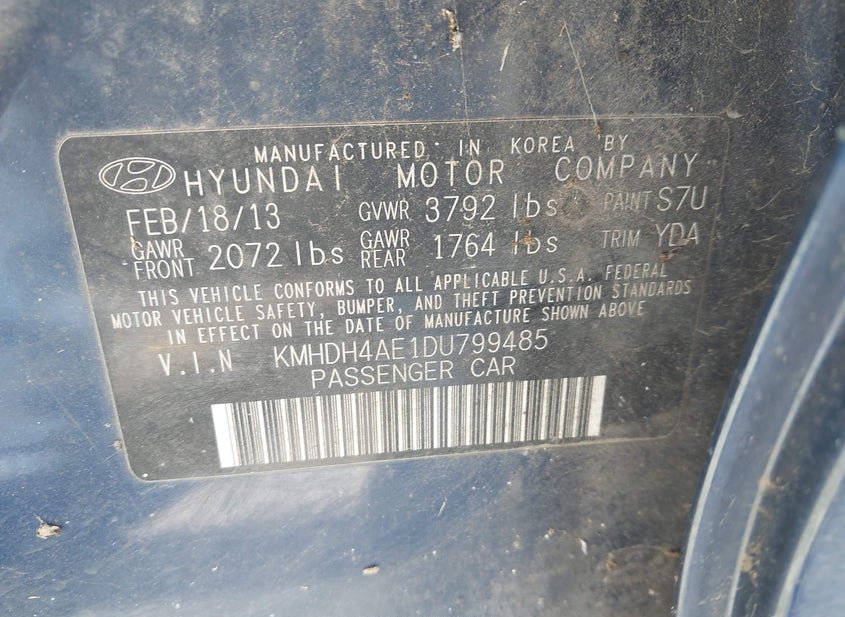 MANUFACTURED IN KOREA BY
HYUNDAI MOTOR COMPANY
FEB/18/13 GVWR 3792 lbs PAINT S7U
GAWR FRONT 2072 lbs GAWR REAR 1764 lbs TRIM YDA
THIS VEHICLE CONFORMS TO ALL APPLICABLE U.S.A. FEDERAL
MOTOR VEHICLE SAFETY, BUMPER, AND THEFT PREVENTION STANDARDS
IN EFFECT ON THE DATE OF MANUFACTURE SHOWN ABOVE
V.I.N KMHDH4AE1DU799485
PASSENGER CAR